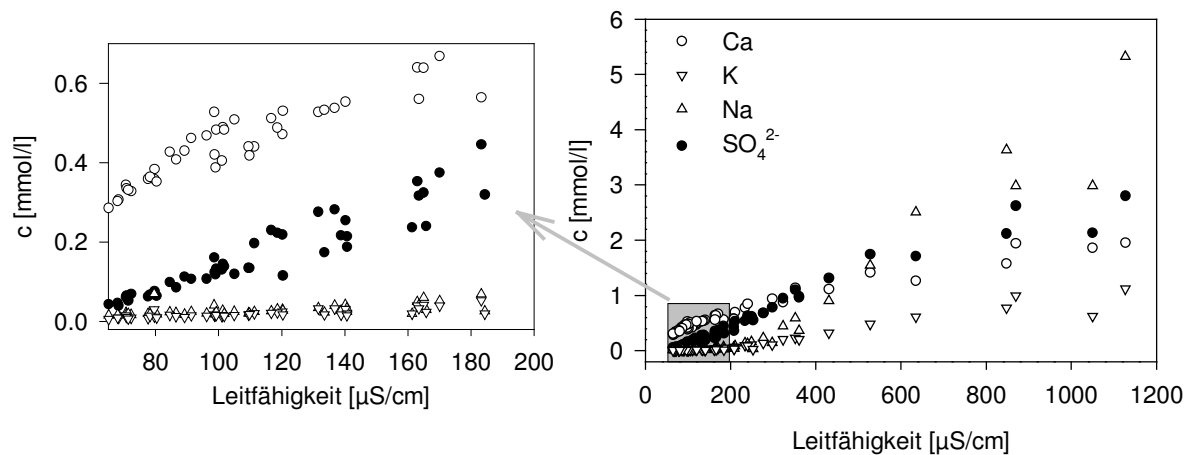 c [mmol/l]
0.6
0.4
0.2
0.0
80 100 120 140 160 180 200
Leitfähigkeit [µS/cm]
c [mmol/l]
6
5
4
3
2
1
0
Ca
K
Na
SO₄²⁻
0 200 400 600 800 1000 1200
Leitfähigkeit [µS/cm]